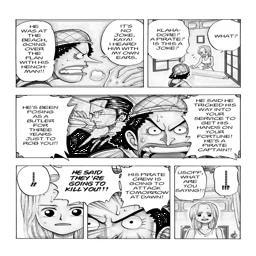 WHAT?
KLAHA-
DORE?
A PIRATE?
IS THIS
A JOKE?
IT'S NO
JOKE,
KAYA!
I HEARD
HIM WITH
MY OWN
EARS.
HE
WAS AT
THE
BEACH,
GOING
OVER
THE PLAN
WITH HIS
HENCH-
MEN!!
HE SAID HE
TRICKED HIS
WAY INTO
YOUR
SERVICE TO
GET HIS
HANDS ON
YOUR
FORTUNE!
HE'S A
PIRATE
CAPTAIN!!
HE'S BEEN
POSING
AS A
BUTLER
FOR
THREE
YEARS
JUST TO
ROB YOU!!
USOPP,
WHAT ARE
YOU
SAYING!!
HIS PIRATE
CREW IS
GOING TO
ATTACK
TOMORROW
AT DAWN!
HE SAID
THEY'RE
GOING TO
KILL YOU!!!
!!